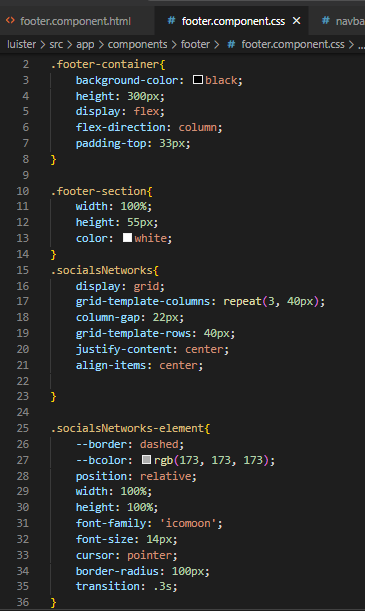 footer.component.html
footer.component.css
navba
luister > src > app > components > footer > # footer.component.css > ...
2 .footer-container{
3 background-color: black;
4 height: 300px;
5 display: flex;
6 flex-direction: column;
7 padding-top: 33px;
8 }
9
10 .footer-section{
11 width: 100%;
12 height: 55px;
13 color: white;
14 }
15 .socialsNetworks{
16 display: grid;
17 grid-template-columns: repeat(3, 40px);
18 column-gap: 22px;
19 grid-template-rows: 40px;
20 justify-content: center;
21 align-items: center;
22
23 }
24
25 .socialsNetworks-element{
26 --border: dashed;
27 --bcolor: rgb(173, 173, 173);
28 position: relative;
29 width: 100%;
30 height: 100%;
31 font-family: 'icomoon';
32 font-size: 14px;
33 cursor: pointer;
34 border-radius: 100px;
35 transition: .3s;
36 }